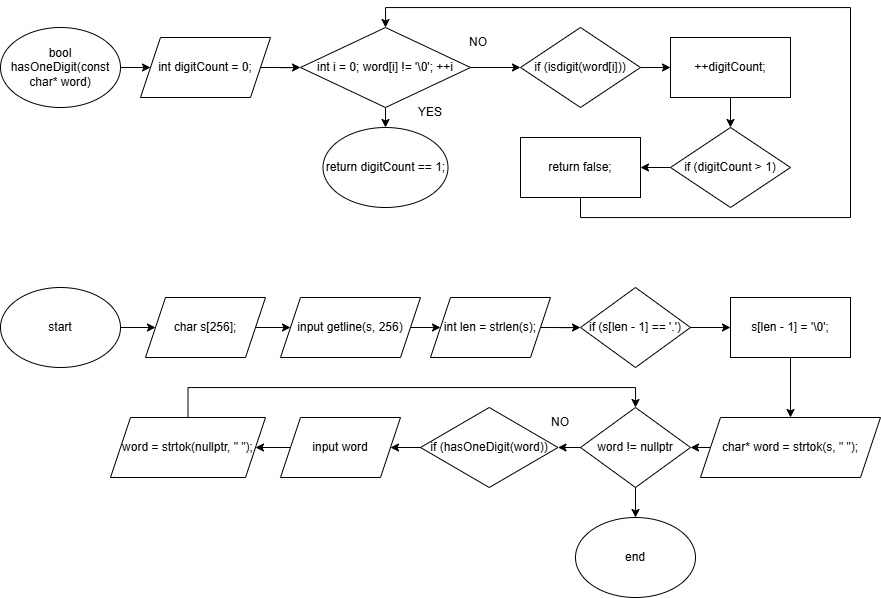 bool
hasOneDigit(const
char* word)
int digitCount = 0;
int i = 0; word[i] != '\0'; ++i
NO
if (isdigit(word[i]))
++digitCount;
YES
return digitCount == 1;
return false;
if (digitCount > 1)
start
char s[256];
input getline(s, 256)
int len = strlen(s);
if (s[len - 1] == '.')
s[len - 1] = '\0';
word = strtok(nullptr, " ");
input word
if (hasOneDigit(word))
NO
word != nullptr
char* word = strtok(s, " ");
end